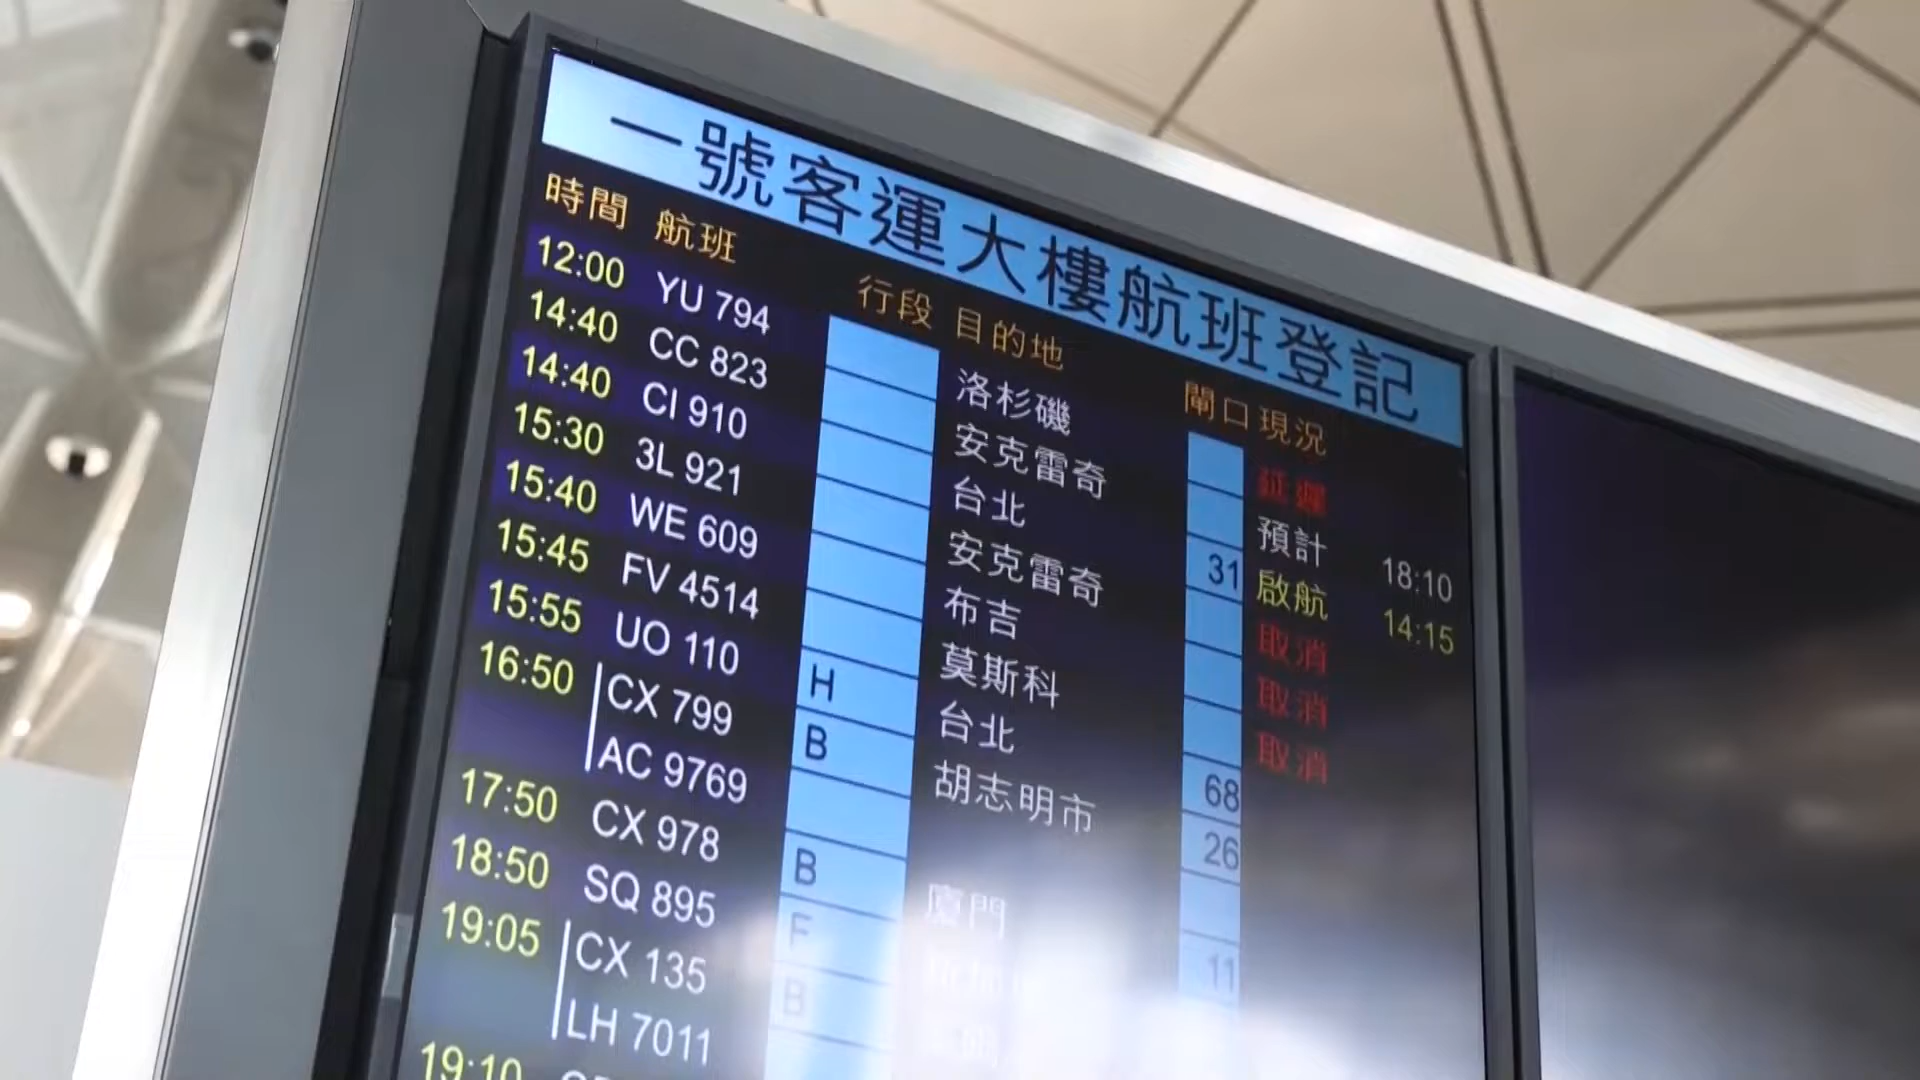 一號客運大樓航班登記
時間 航班 行段 目的地 閘口 現況
12:00 YU 794 洛杉磯 延遲
14:40 CC 823 安克雷奇 預計 18:10
14:40 CI 910 台北 31 啟航 14:15
15:30 3L 921 安克雷奇 取消
15:40 WE 609 布吉 取消
15:45 FV 4514 莫斯科 取消
15:55 UO 110 H 台北 68
16:50 CX 799 B 胡志明市 26
AC 9769
17:50 CX 978 B 廈門 11
18:50 SQ 895 F
19:05 CX 135 B
LH 7011
19:10